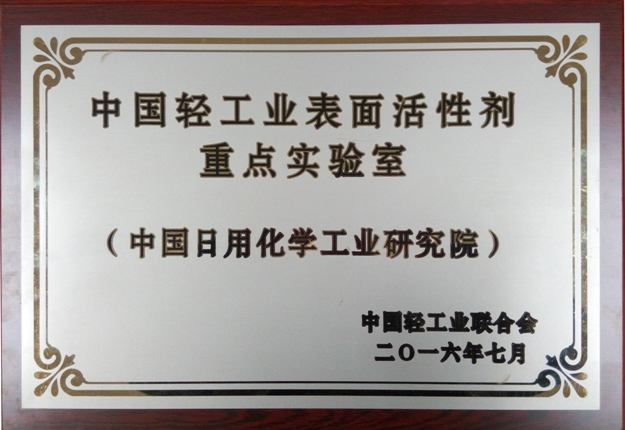 中国轻工业表面活性剂
重点实验室
（中国日用化学工业研究院）
中国轻工业联合会
二〇一六年七月